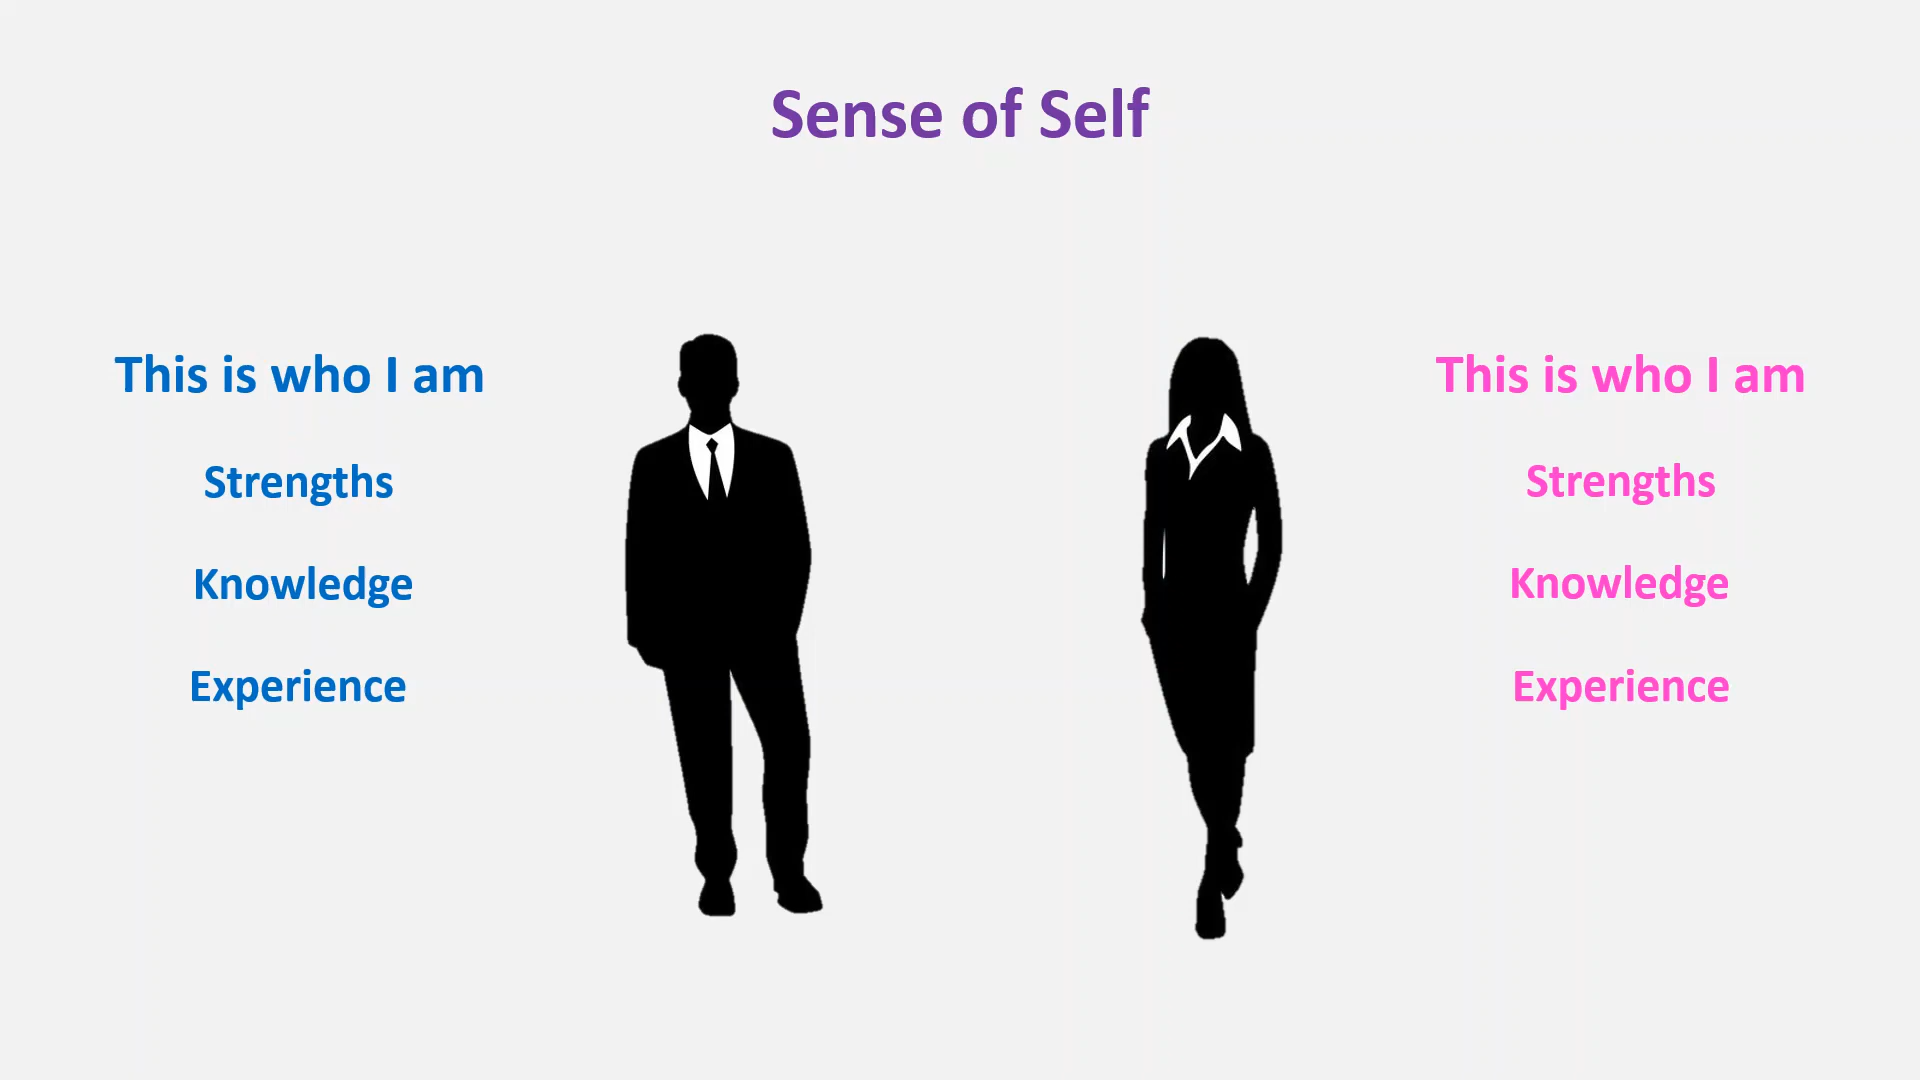 Sense of Self
This is who I am
Strengths
Knowledge
Experience
This is who I am
Strengths
Knowledge
Experience